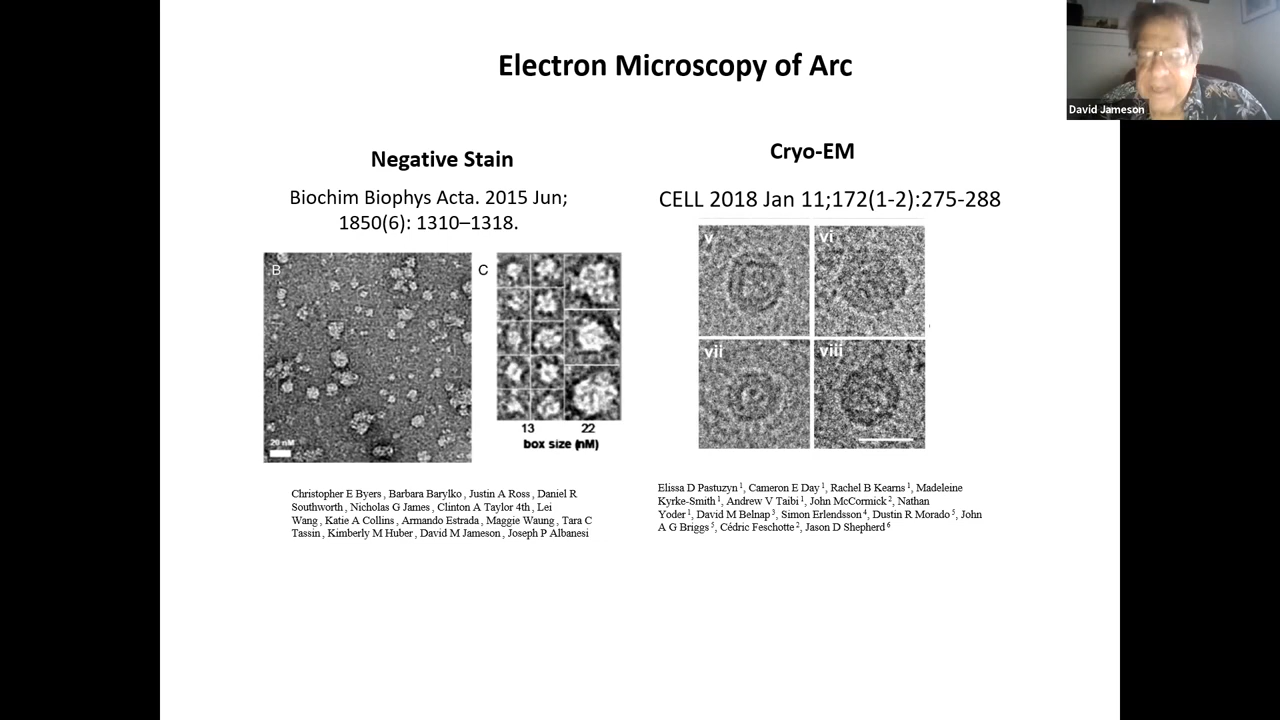 Electron Microscopy of Arc
David Jameson
Negative Stain
Biochim Biophys Acta. 2015 Jun;
1850(6): 1310–1318.
B
20 nM
C
13 22
box size (nM)
Christopher E Byers , Barbara Barylko , Justin A Ross , Daniel R
Southworth , Nicholas G James , Clinton A Taylor 4th , Lei
Wang , Katie A Collins , Armando Estrada , Maggie Waung , Tara C
Tassin , Kimberly M Huber , David M Jameson , Joseph P Albanesi
Cryo-EM
CELL 2018 Jan 11;172(1-2):275-288
v vi
vii viii
Elissa D Pastuzyn ¹, Cameron E Day ¹, Rachel B Kearns ¹, Madeleine
Kyrke-Smith ¹, Andrew V Taibi ¹, John McCormick ², Nathan
Yoder ¹, David M Belnap ³, Simon Erlendsson ⁴, Dustin R Morado ⁵, John
A G Briggs ⁵, Cédric Feschotte ², Jason D Shepherd ⁶